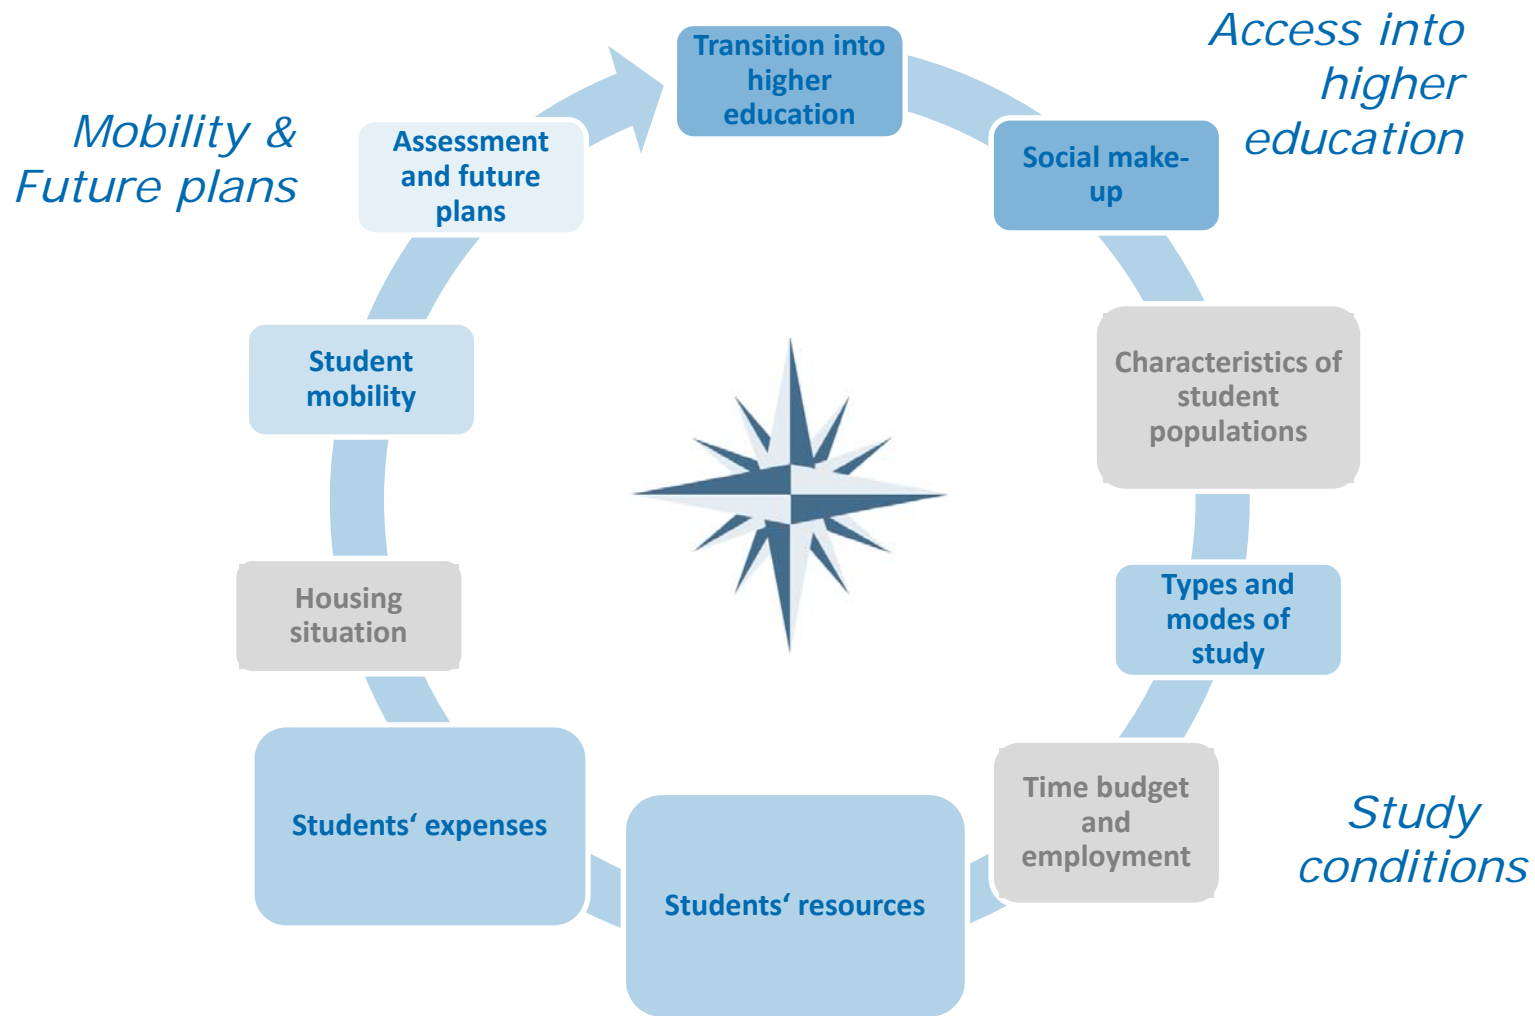 Transition into
higher
education
Access into
higher
education
Social make-
up
Characteristics of
student
populations
Types and
modes of
study
Time budget
and
employment
Study
conditions
Students‘ resources
Students‘ expenses
Housing
situation
Student
mobility
Assessment
and future
plans
Mobility &
Future plans